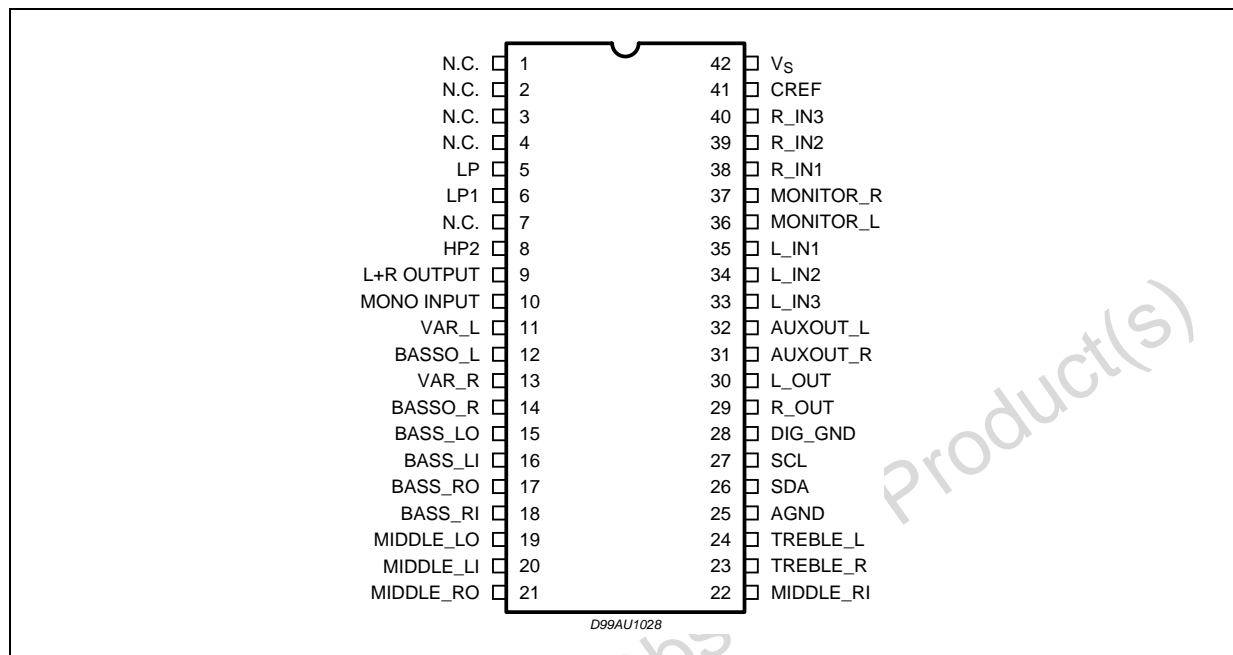 N.C. 1 42 VS
N.C. 2 41 CREF
N.C. 3 40 R_IN3
N.C. 4 39 R_IN2
LP 5 38 R_IN1
LP1 6 37 MONITOR_R
N.C. 7 36 MONITOR_L
HP2 8 35 L_IN1
L+R OUTPUT 9 34 L_IN2
MONO INPUT 10 33 L_IN3
VAR_L 11 32 AUXOUT_L
BASSO_L 12 31 AUXOUT_R
VAR_R 13 30 L_OUT
BASSO_R 14 29 R_OUT
BASS_LO 15 28 DIG_GND
BASS_LI 16 27 SCL
BASS_RO 17 26 SDA
BASS_RI 18 25 AGND
MIDDLE_LO 19 24 TREBLE_L
MIDDLE_LI 20 23 TREBLE_R
MIDDLE_RO 21 22 MIDDLE_RI
D99AU1028
Product(s)